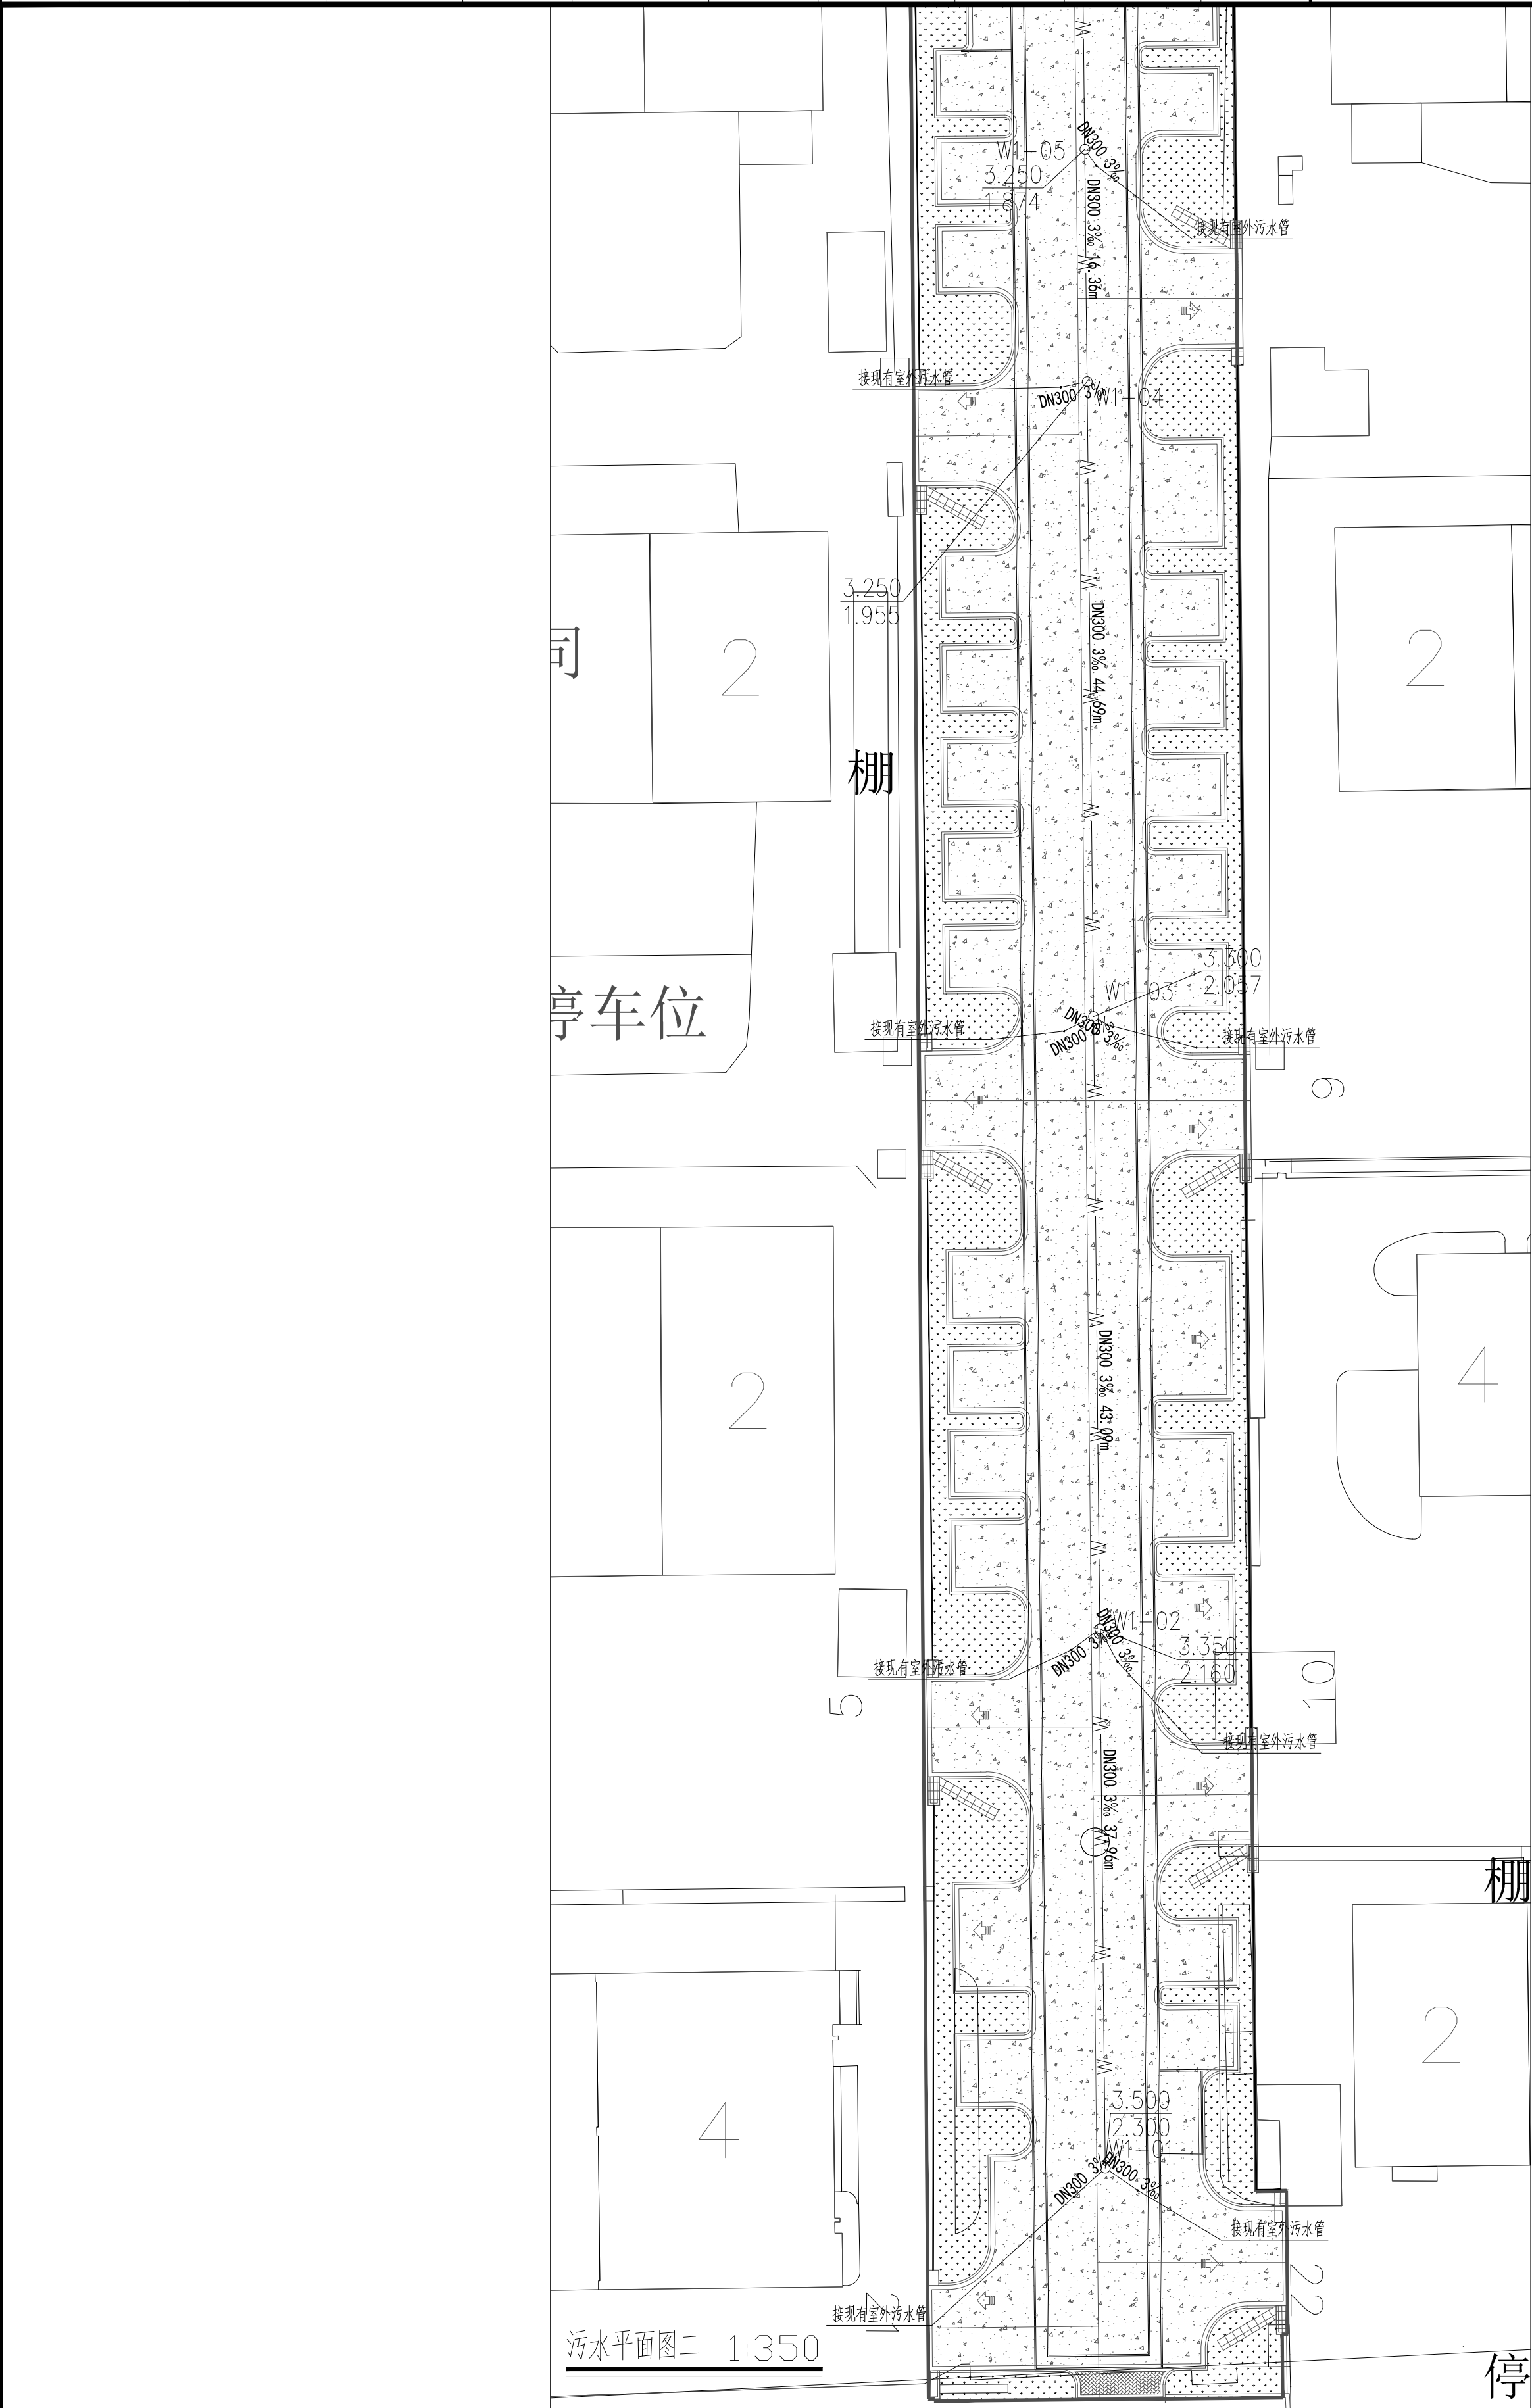 DN300 3‰
W1-05
3.250
1.874
DN300 3‰ 16.36m
接现有室外污水管
接现有室外污水管
DN300 3‰
W1-04
3.250
1.955
DN300 3‰ 44.69m
2
2
棚
3.300
2.057
W1-03
停车位
接现有室外污水管
DN300 3‰
DN300 3‰
接现有室外污水管
9
DN300 3‰ 43.09m
2
4
W1-02
DN300 3‰
DN300 3‰
3.350
2.160
接现有室外污水管
5
10
接现有室外污水管
DN300 3‰ 37.96m
棚
2
4
3.500
2.300
W1-01
DN300 3‰
DN300 3‰
接现有室外污水管
22
接现有室外污水管
污水平面图二 1:350
停